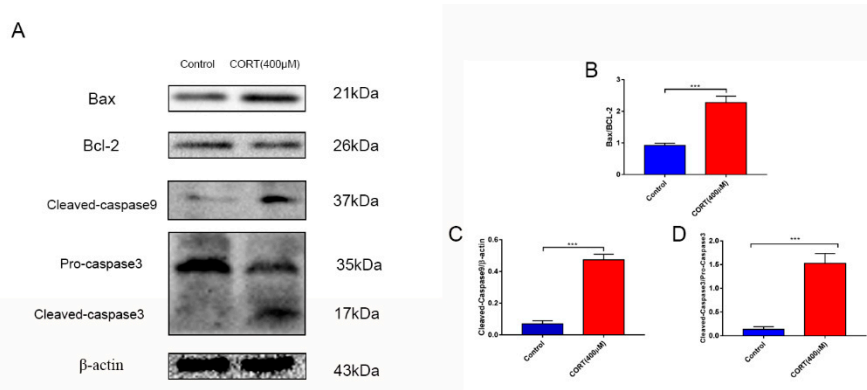 A
Control CORT(400μM)
Bax 21kDa
Bcl-2 26kDa
Cleaved-caspase9 37kDa
Pro-caspase3 35kDa
Cleaved-caspase3 17kDa
β-actin 43kDa
B
Bax/BCL-2
3
2
1
0
***
Control
CORT(400μM)
C
Cleaved-Caspase9/β-actin
0.6
0.4
0.2
0.0
***
Control
CORT(400μM)
D
Cleaved-Caspase3/Pro-Caspase3
2.0
1.5
1.0
0.5
0.0
***
Control
CORT(400μM)